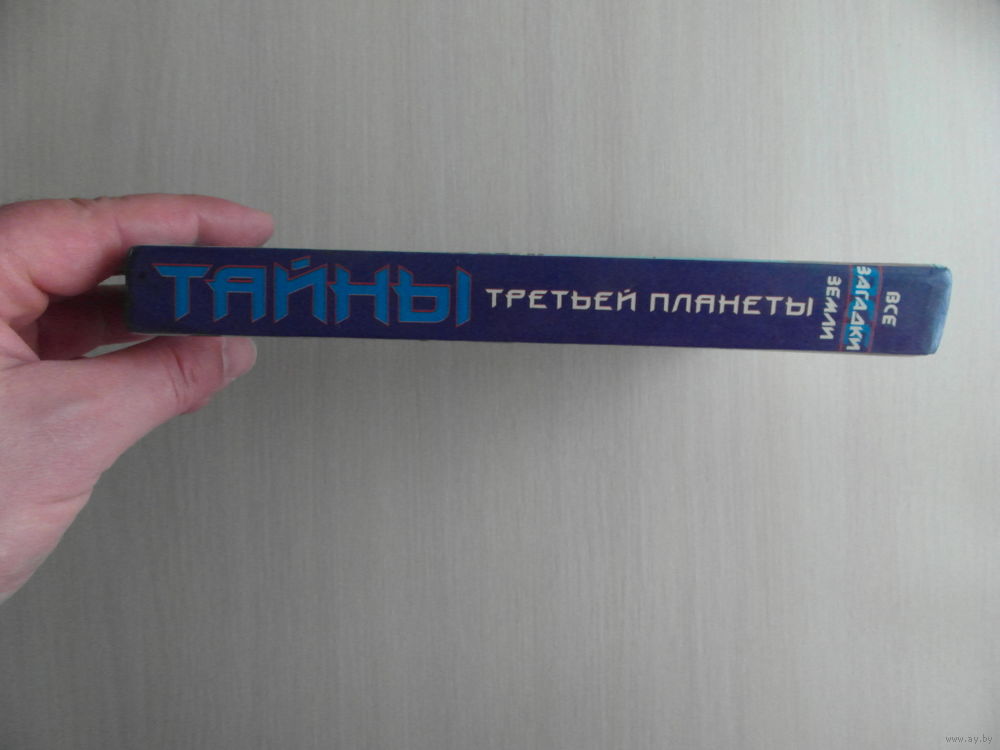 ТАЙНЫ ТРЕТЬЕЙ ПЛАНЕТЫ
ВСЕ
ЗАГАДКИ
ЗЕМЛИ
www.ay.by